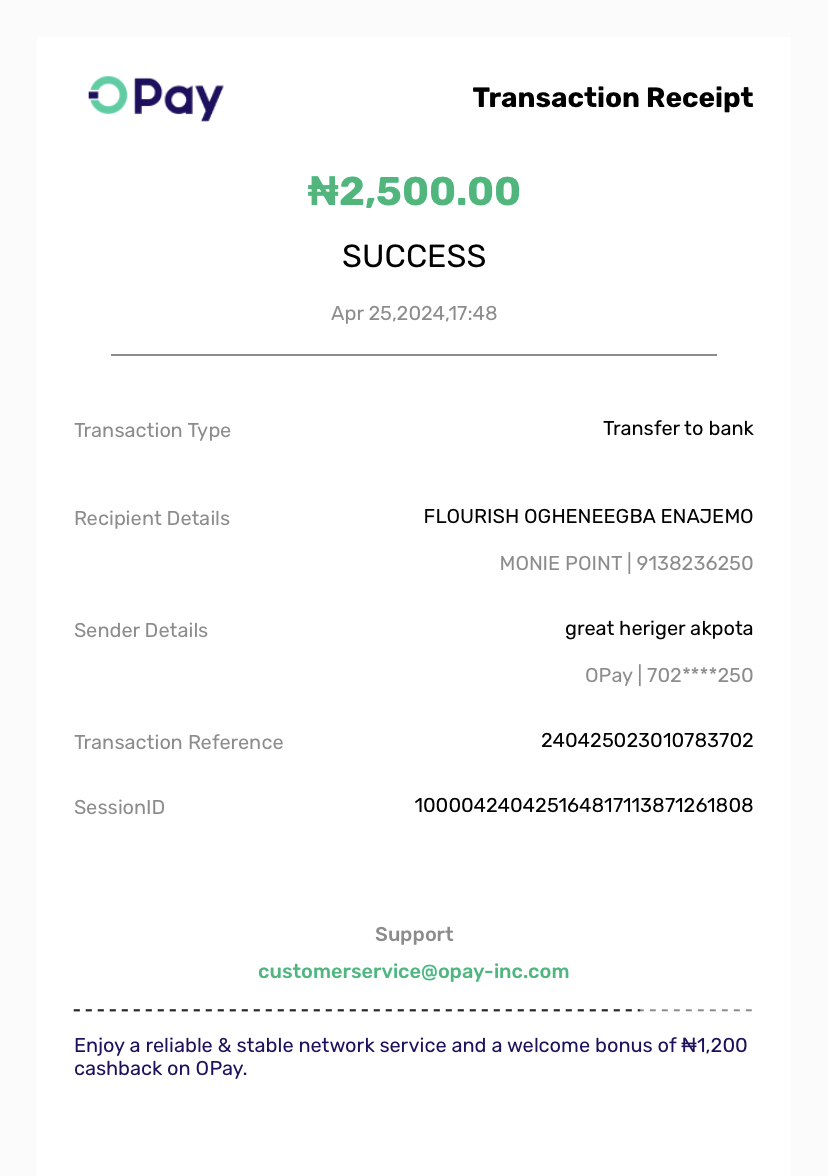 OPay
Transaction Receipt
₦2,500.00
SUCCESS
Apr 25,2024,17:48
Transaction Type
Transfer to bank
Recipient Details
FLOURISH OGHENEEGBA ENAJEMO
MONIE POINT | 9138236250
Sender Details
great heriger akpota
OPay | 702****250
Transaction Reference
240425023010783702
SessionID
100004240425164817113871261808
Support
customerservice@opay-inc.com
Enjoy a reliable & stable network service and a welcome bonus of ₦1,200
cashback on OPay.